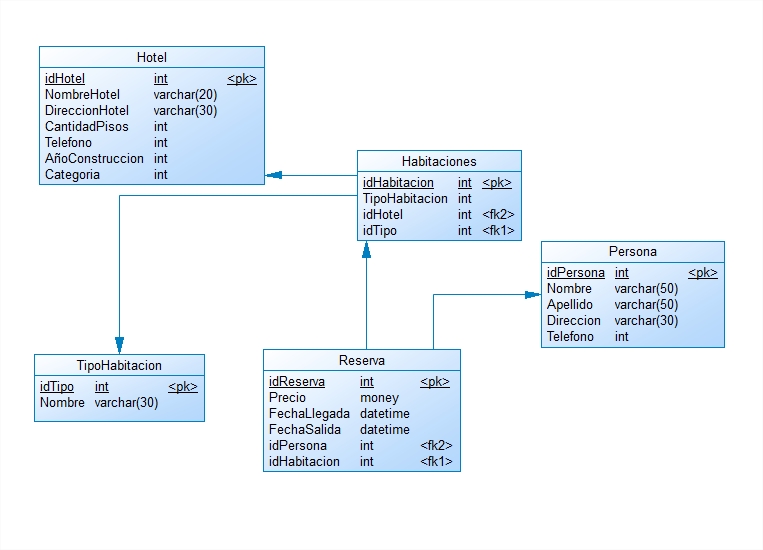 Hotel
idHotel int <pk>
NombreHotel varchar(20)
DireccionHotel varchar(30)
CantidadPisos int
Telefono int
AñoConstruccion int
Categoria int
Habitaciones
idHabitacion int <pk>
TipoHabitacion int
idHotel int <fk2>
idTipo int <fk1>
Persona
idPersona int <pk>
Nombre varchar(50)
Apellido varchar(50)
Direccion varchar(30)
Telefono int
TipoHabitacion
idTipo int <pk>
Nombre varchar(30)
Reserva
idReserva int <pk>
Precio money
FechaLlegada datetime
FechaSalida datetime
idPersona int <fk2>
idHabitacion int <fk1>